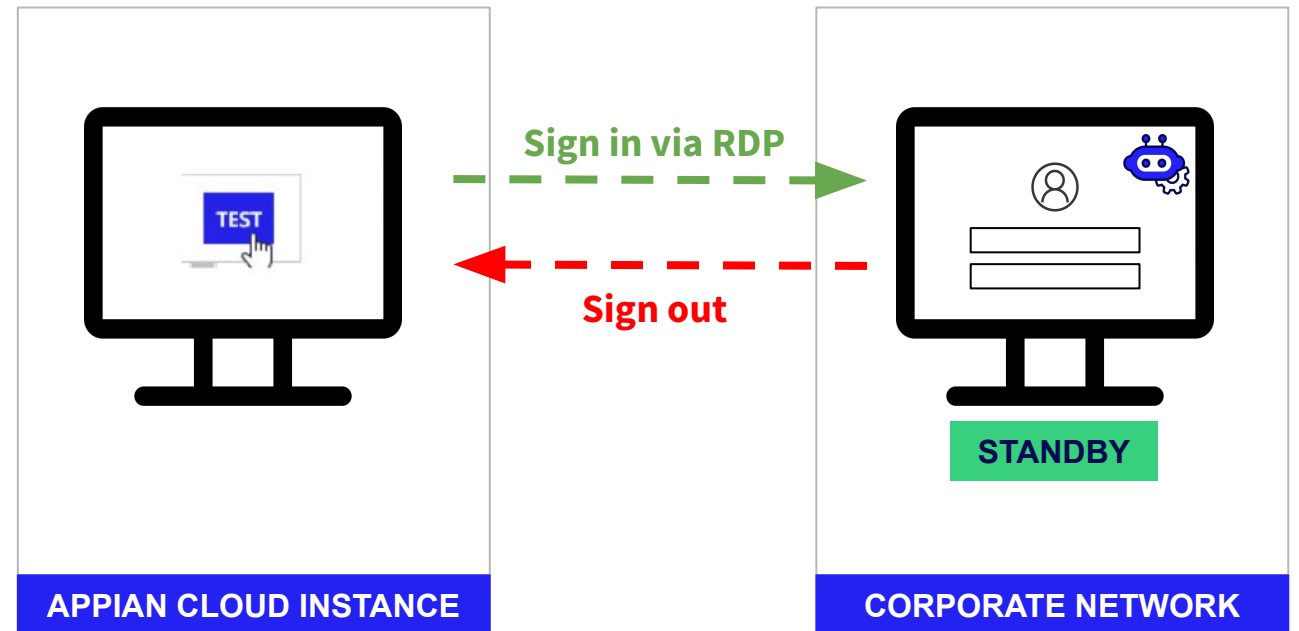 Sign in via RDP
TEST
Sign out
STANDBY
APPIAN CLOUD INSTANCE
CORPORATE NETWORK